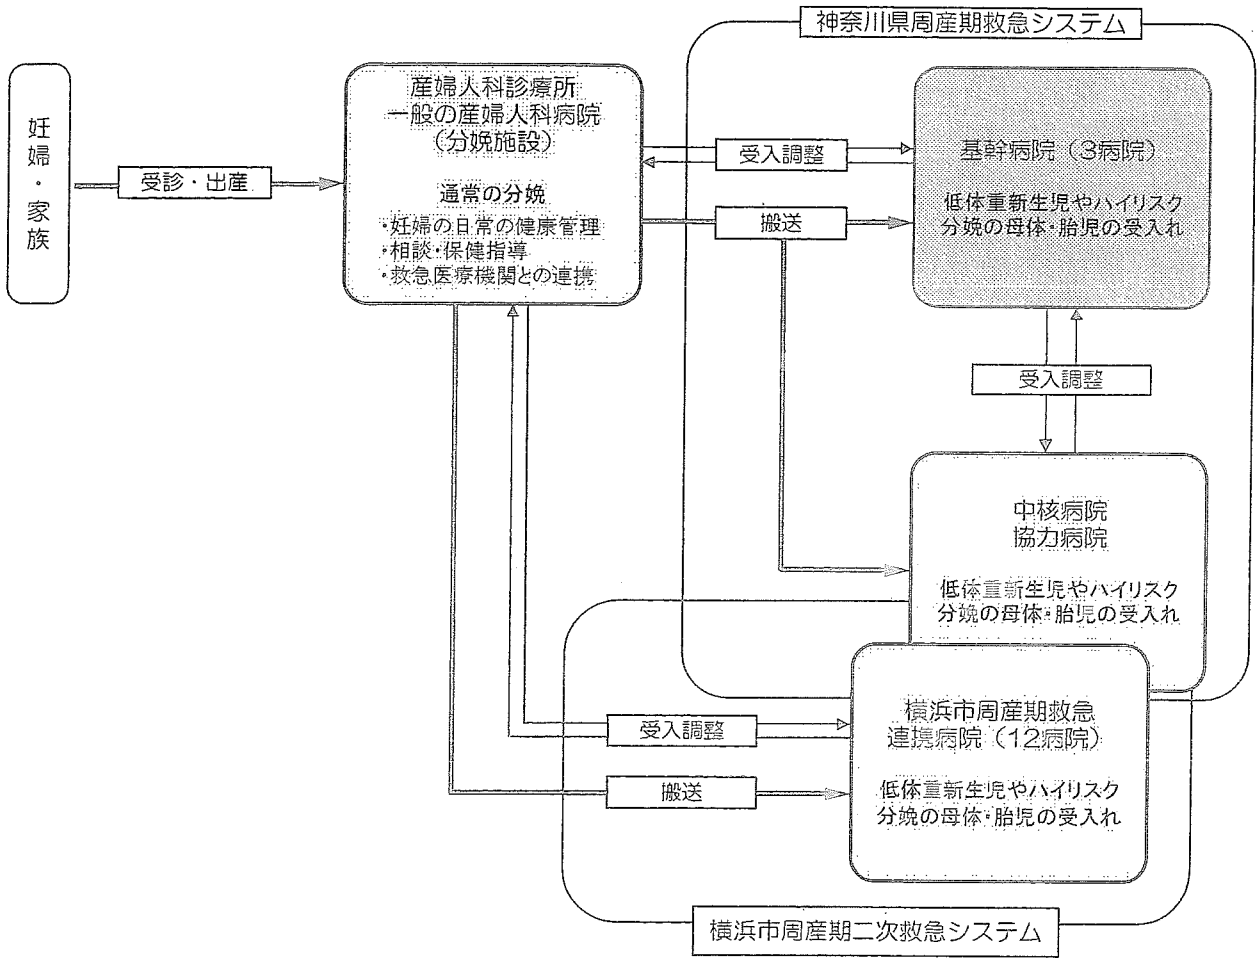 神奈川県周産期救急システム
妊婦・家族
受診・出産
産婦人科診療所
一般の産婦人科病院
（分娩施設）
通常の分娩
・妊婦の日常の健康管理
・相談・保健指導
・救急医療機関との連携
受入調整
搬送
基幹病院（3病院）
低体重新生児やハイリスク
分娩の母体・胎児の受入れ
受入調整
中核病院
協力病院
低体重新生児やハイリスク
分娩の母体・胎児の受入れ
受入調整
搬送
横浜市周産期救急
連携病院（12病院）
低体重新生児やハイリスク
分娩の母体・胎児の受入れ
横浜市周産期二次救急システム